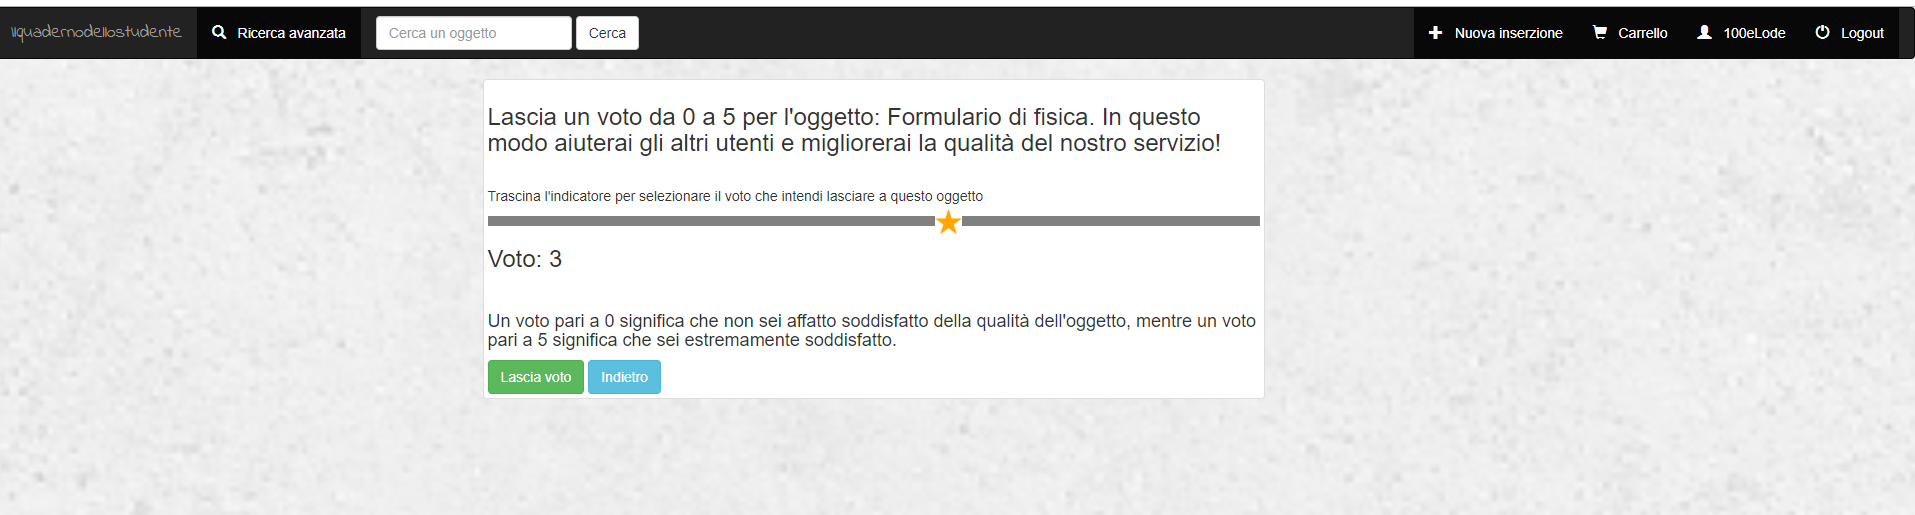 ilquadernodellostudente Ricerca avanzata Cerca un oggetto Cerca Nuova inserzione Carrello 100eLode Logout
Lascia un voto da 0 a 5 per l'oggetto: Formulario di fisica. In questo
modo aiuterai gli altri utenti e migliorerai la qualità del nostro servizio!
Trascina l'indicatore per selezionare il voto che intendi lasciare a questo oggetto
Voto: 3
Un voto pari a 0 significa che non sei affatto soddisfatto della qualità dell'oggetto, mentre un voto
pari a 5 significa che sei estremamente soddisfatto.
Lascia voto Indietro